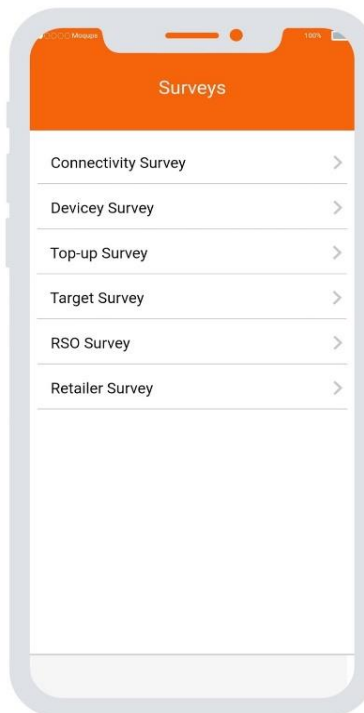 Moqups 100%
Surveys
Connectivity Survey
Devicey Survey
Top-up Survey
Target Survey
RSO Survey
Retailer Survey